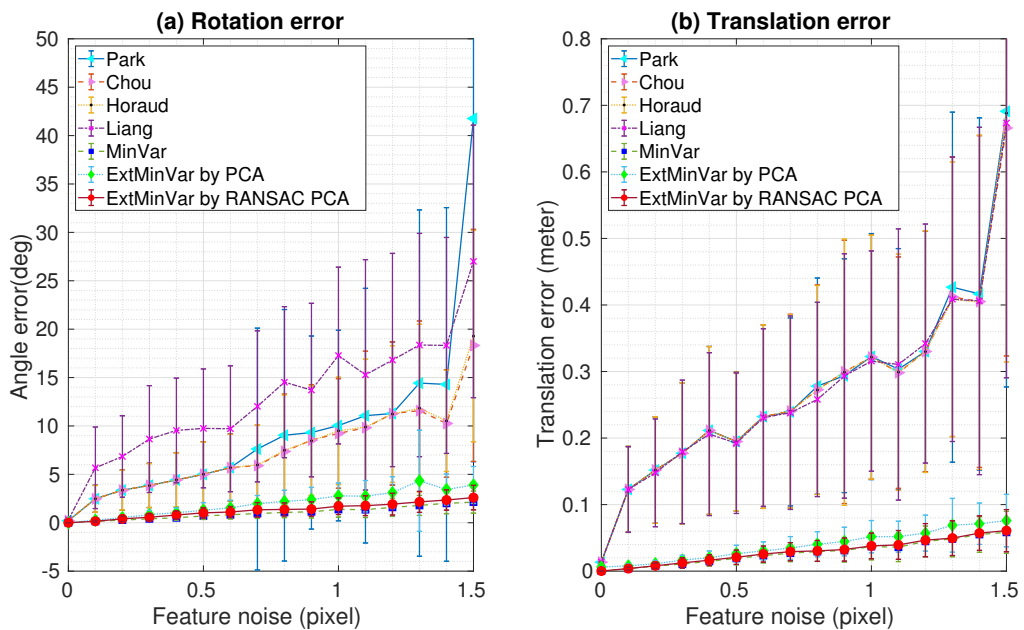 (a) Rotation error
50
45
40
35
30
25
20
15
10
5
0
-5
Angle error(deg)
Park
Chou
Horaud
Liang
MinVar
ExtMinVar by PCA
ExtMinVar by RANSAC PCA
0
0.5
1
1.5
Feature noise (pixel)
(b) Translation error
0.8
0.7
0.6
0.5
0.4
0.3
0.2
0.1
0
Translation error (meter)
Park
Chou
Horaud
Liang
MinVar
ExtMinVar by PCA
ExtMinVar by RANSAC PCA
0
0.5
1
1.5
Feature noise (pixel)